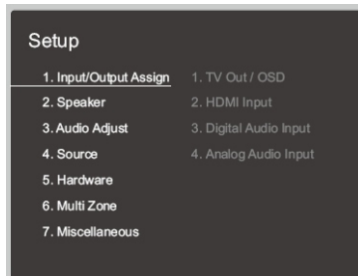 Setup
1. Input/Output Assign
2. Speaker
3. Audio Adjust
4. Source
5. Hardware
6. Multi Zone
7. Miscellaneous
1. TV Out / OSD
2. HDMI Input
3. Digital Audio Input
4. Analog Audio Input